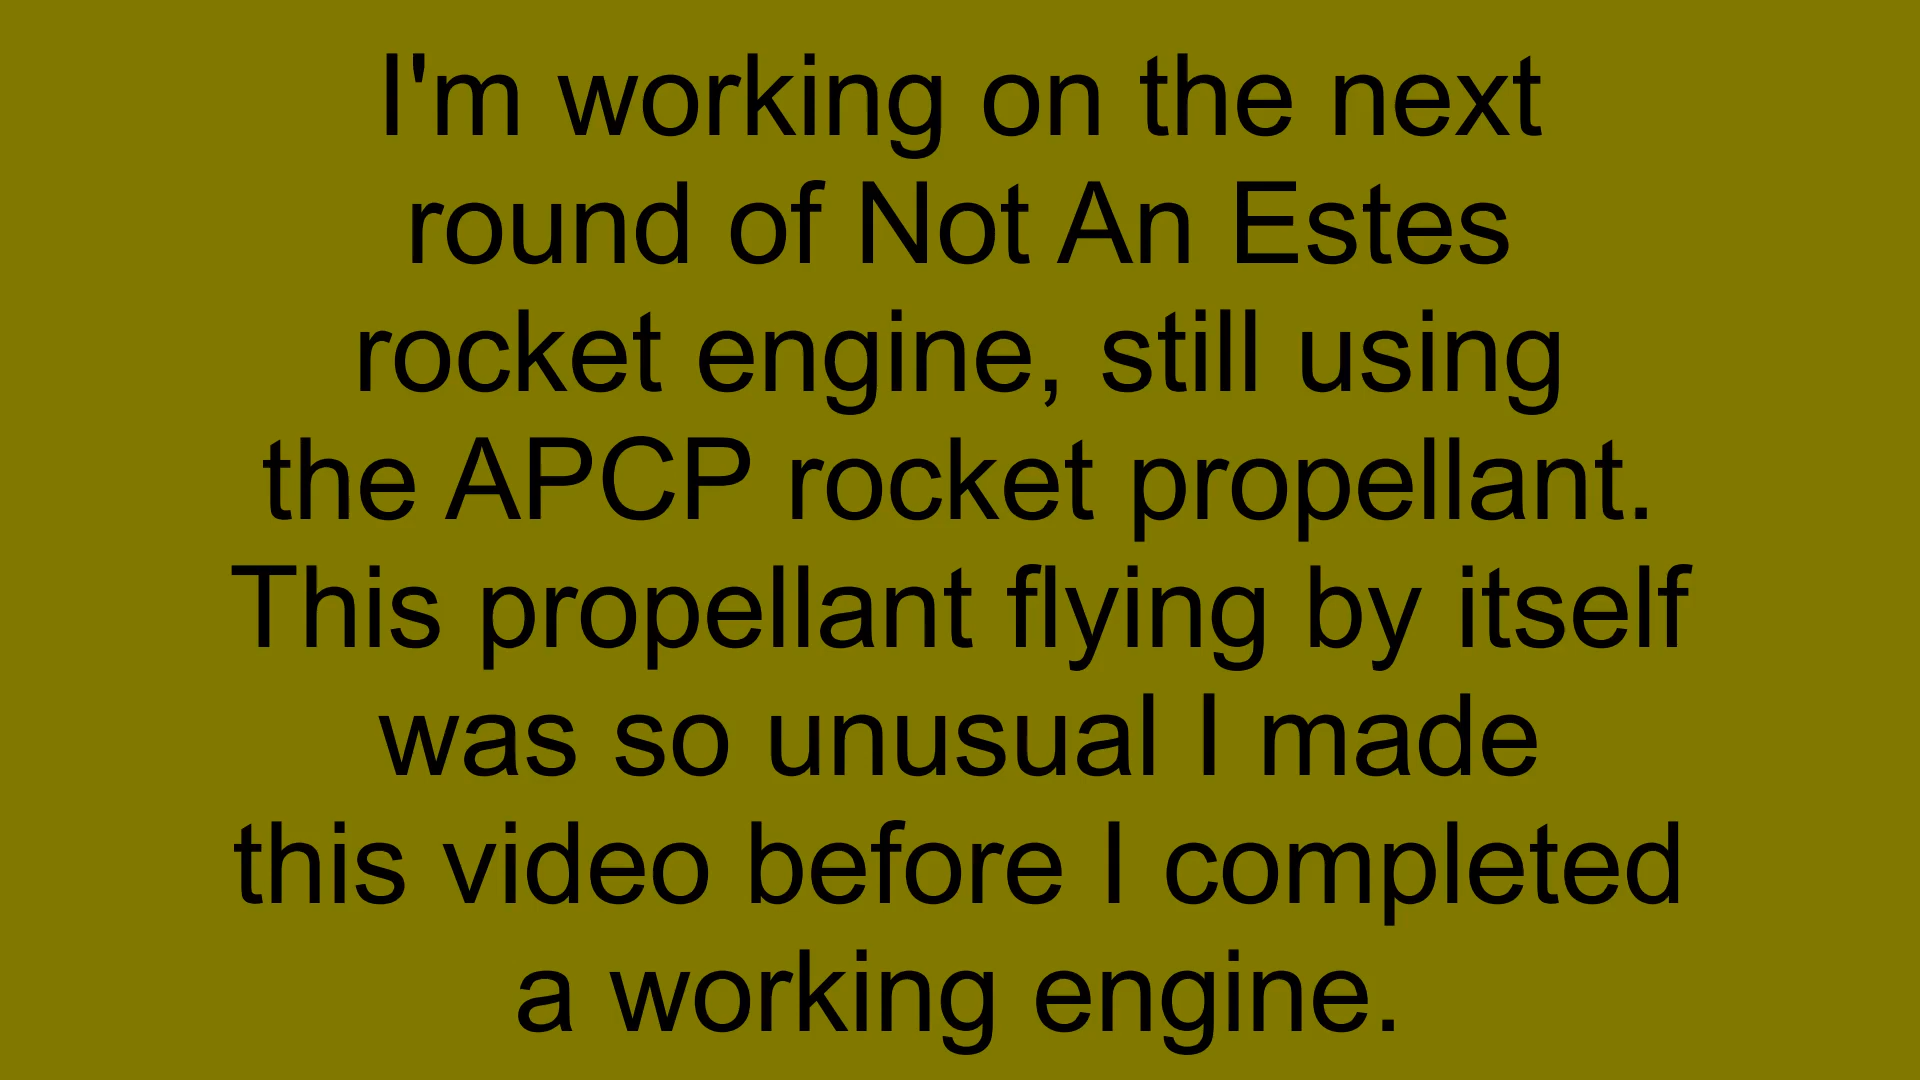 I'm working on the next
round of Not An Estes
rocket engine, still using
the APCP rocket propellant.
This propellant flying by itself
was so unusual I made
this video before I completed
a working engine.